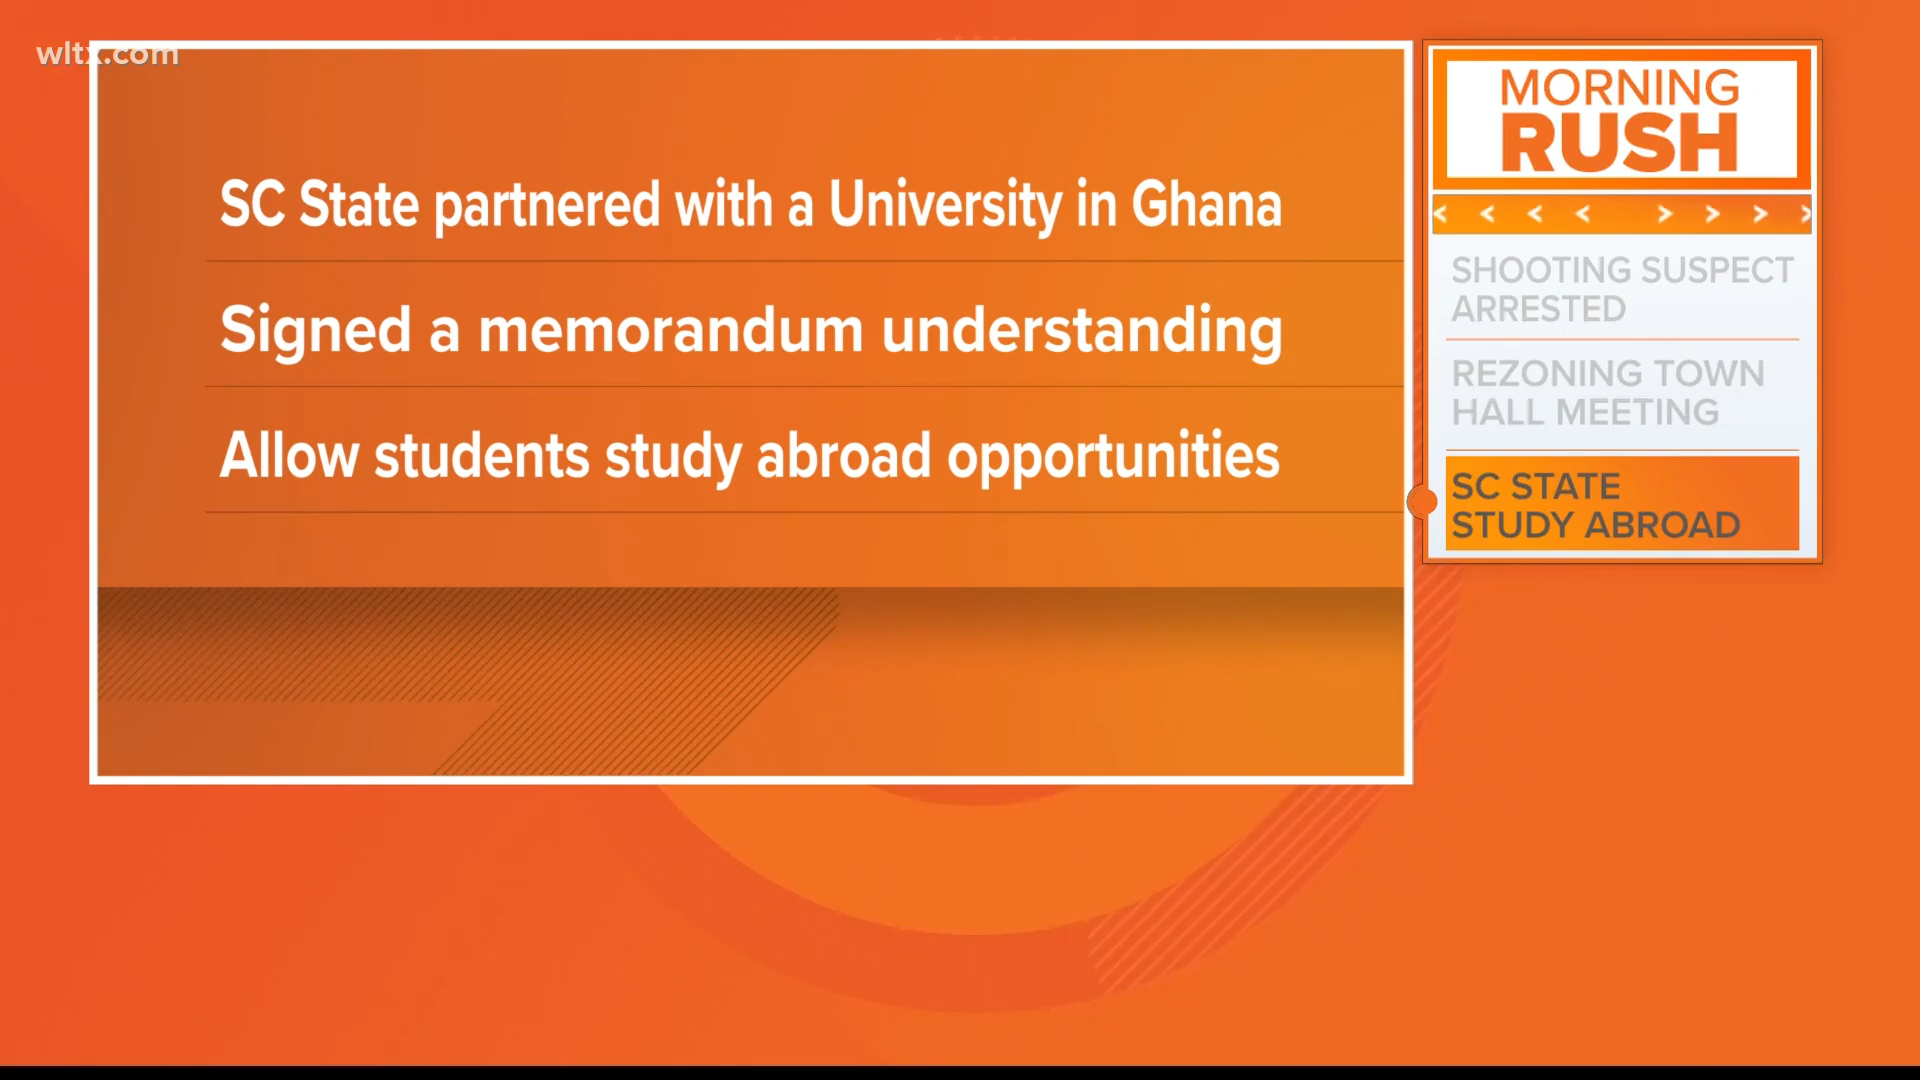 wltx.com
SC State partnered with a University in Ghana
Signed a memorandum understanding
Allow students study abroad opportunities
MORNING
RUSH
SHOOTING SUSPECT
ARRESTED
REZONING TOWN
HALL MEETING
SC STATE
STUDY ABROAD